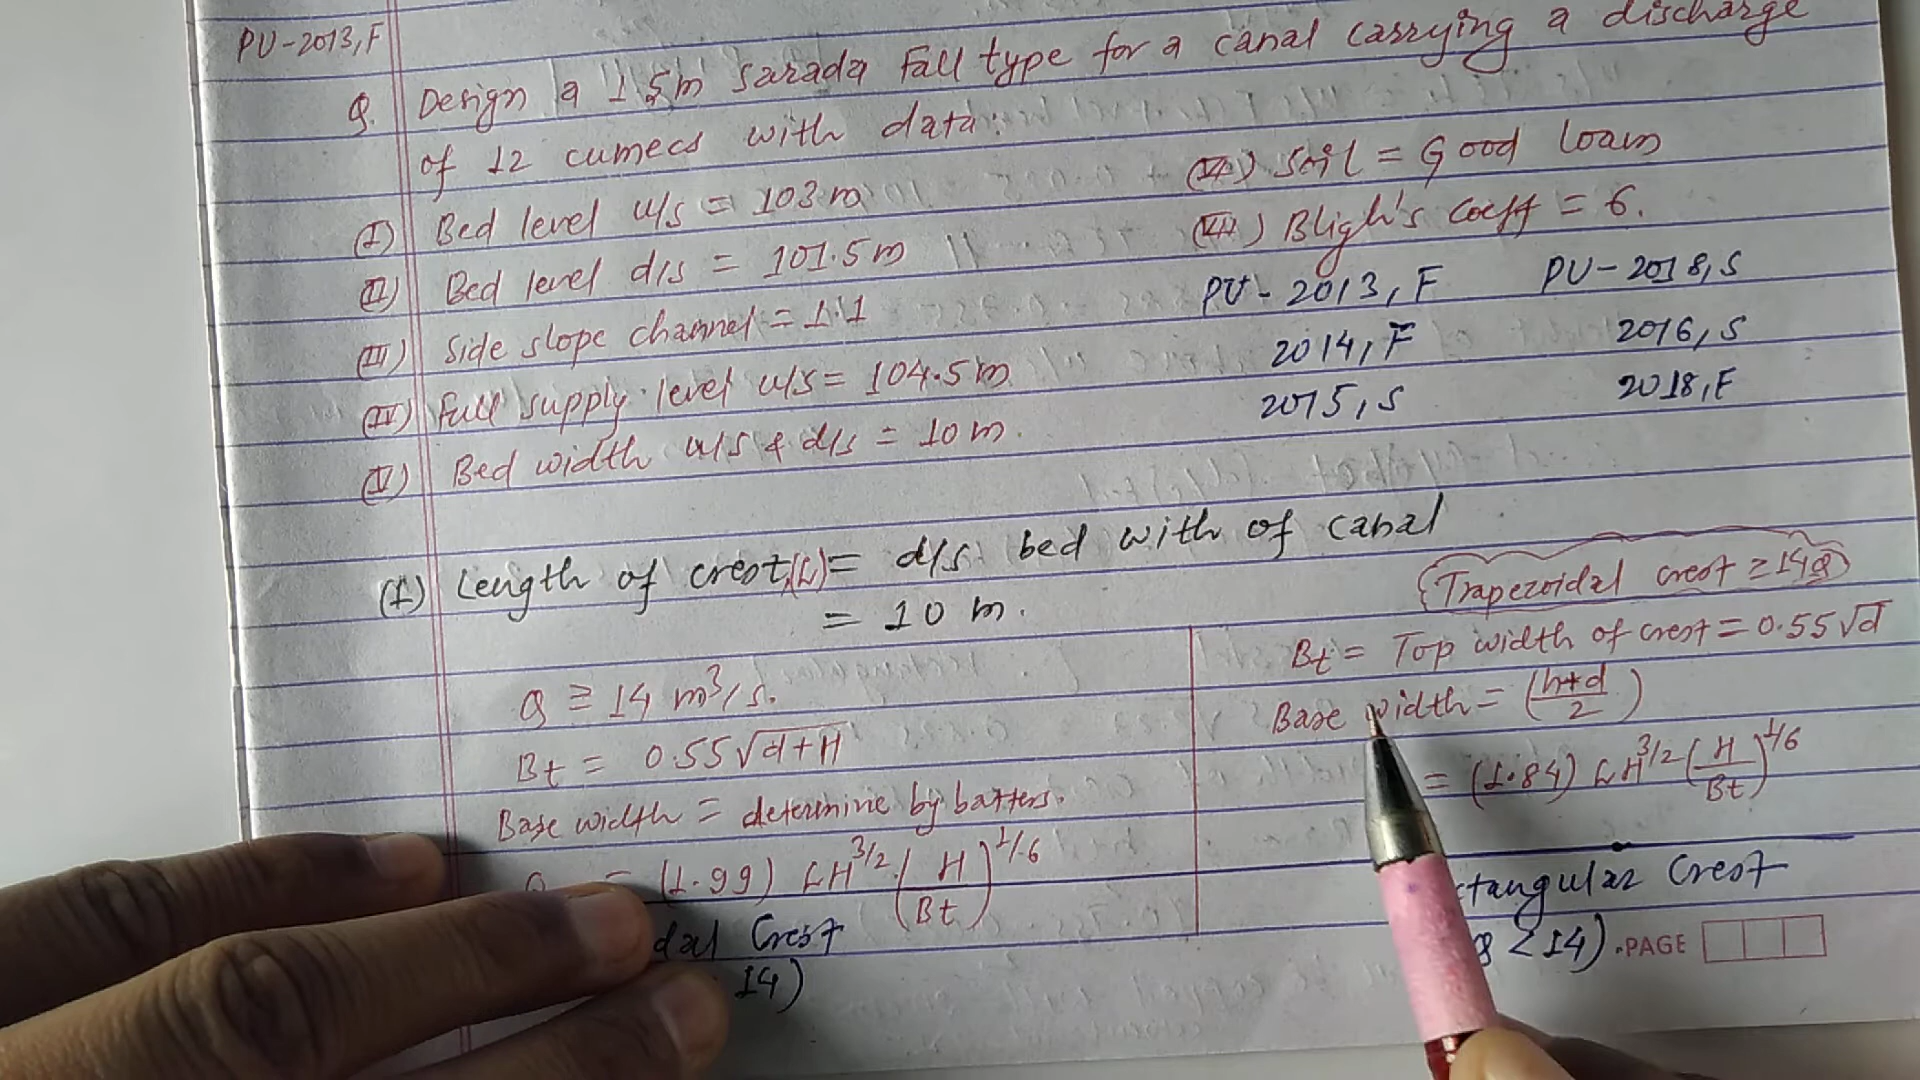 PU-2013,F
Q. Design a 1.5m Sarada Fall type for a canal carrying a discharge
of 12 cumecs with data:
(I) Bed level u/s = 103 m
(II) Bed level d/s = 101.5 m
(III) Side slope channel = 1:1
(IV) Full supply level u/s = 104.5 m
(V) Bed width u/s & d/s = 10 m.
(VI) Soil = Good loam
(VII) Bligh's Coeff = 6.
PU-2013,F PU-2018,S
2014,F 2016,S
2015,S 2018,F
(I) Length of crest,(L) = d/s bed with of canal
= 10 m.
Q ≥ 14 m³/s.
Bt = 0.55√d+H
Base width = determine by batters.
Q = (1.99) LH^3/2 (H/Bt)^1/6
dal Crest
14)
Trapezoidal crest ≥ 14Q
Bt = Top width of crest = 0.55√d
Base width = (h+d/2)
= (1.84) LH^3/2 (H/Bt)^1/6
ctangular Crest
Q < 14).
PAGE